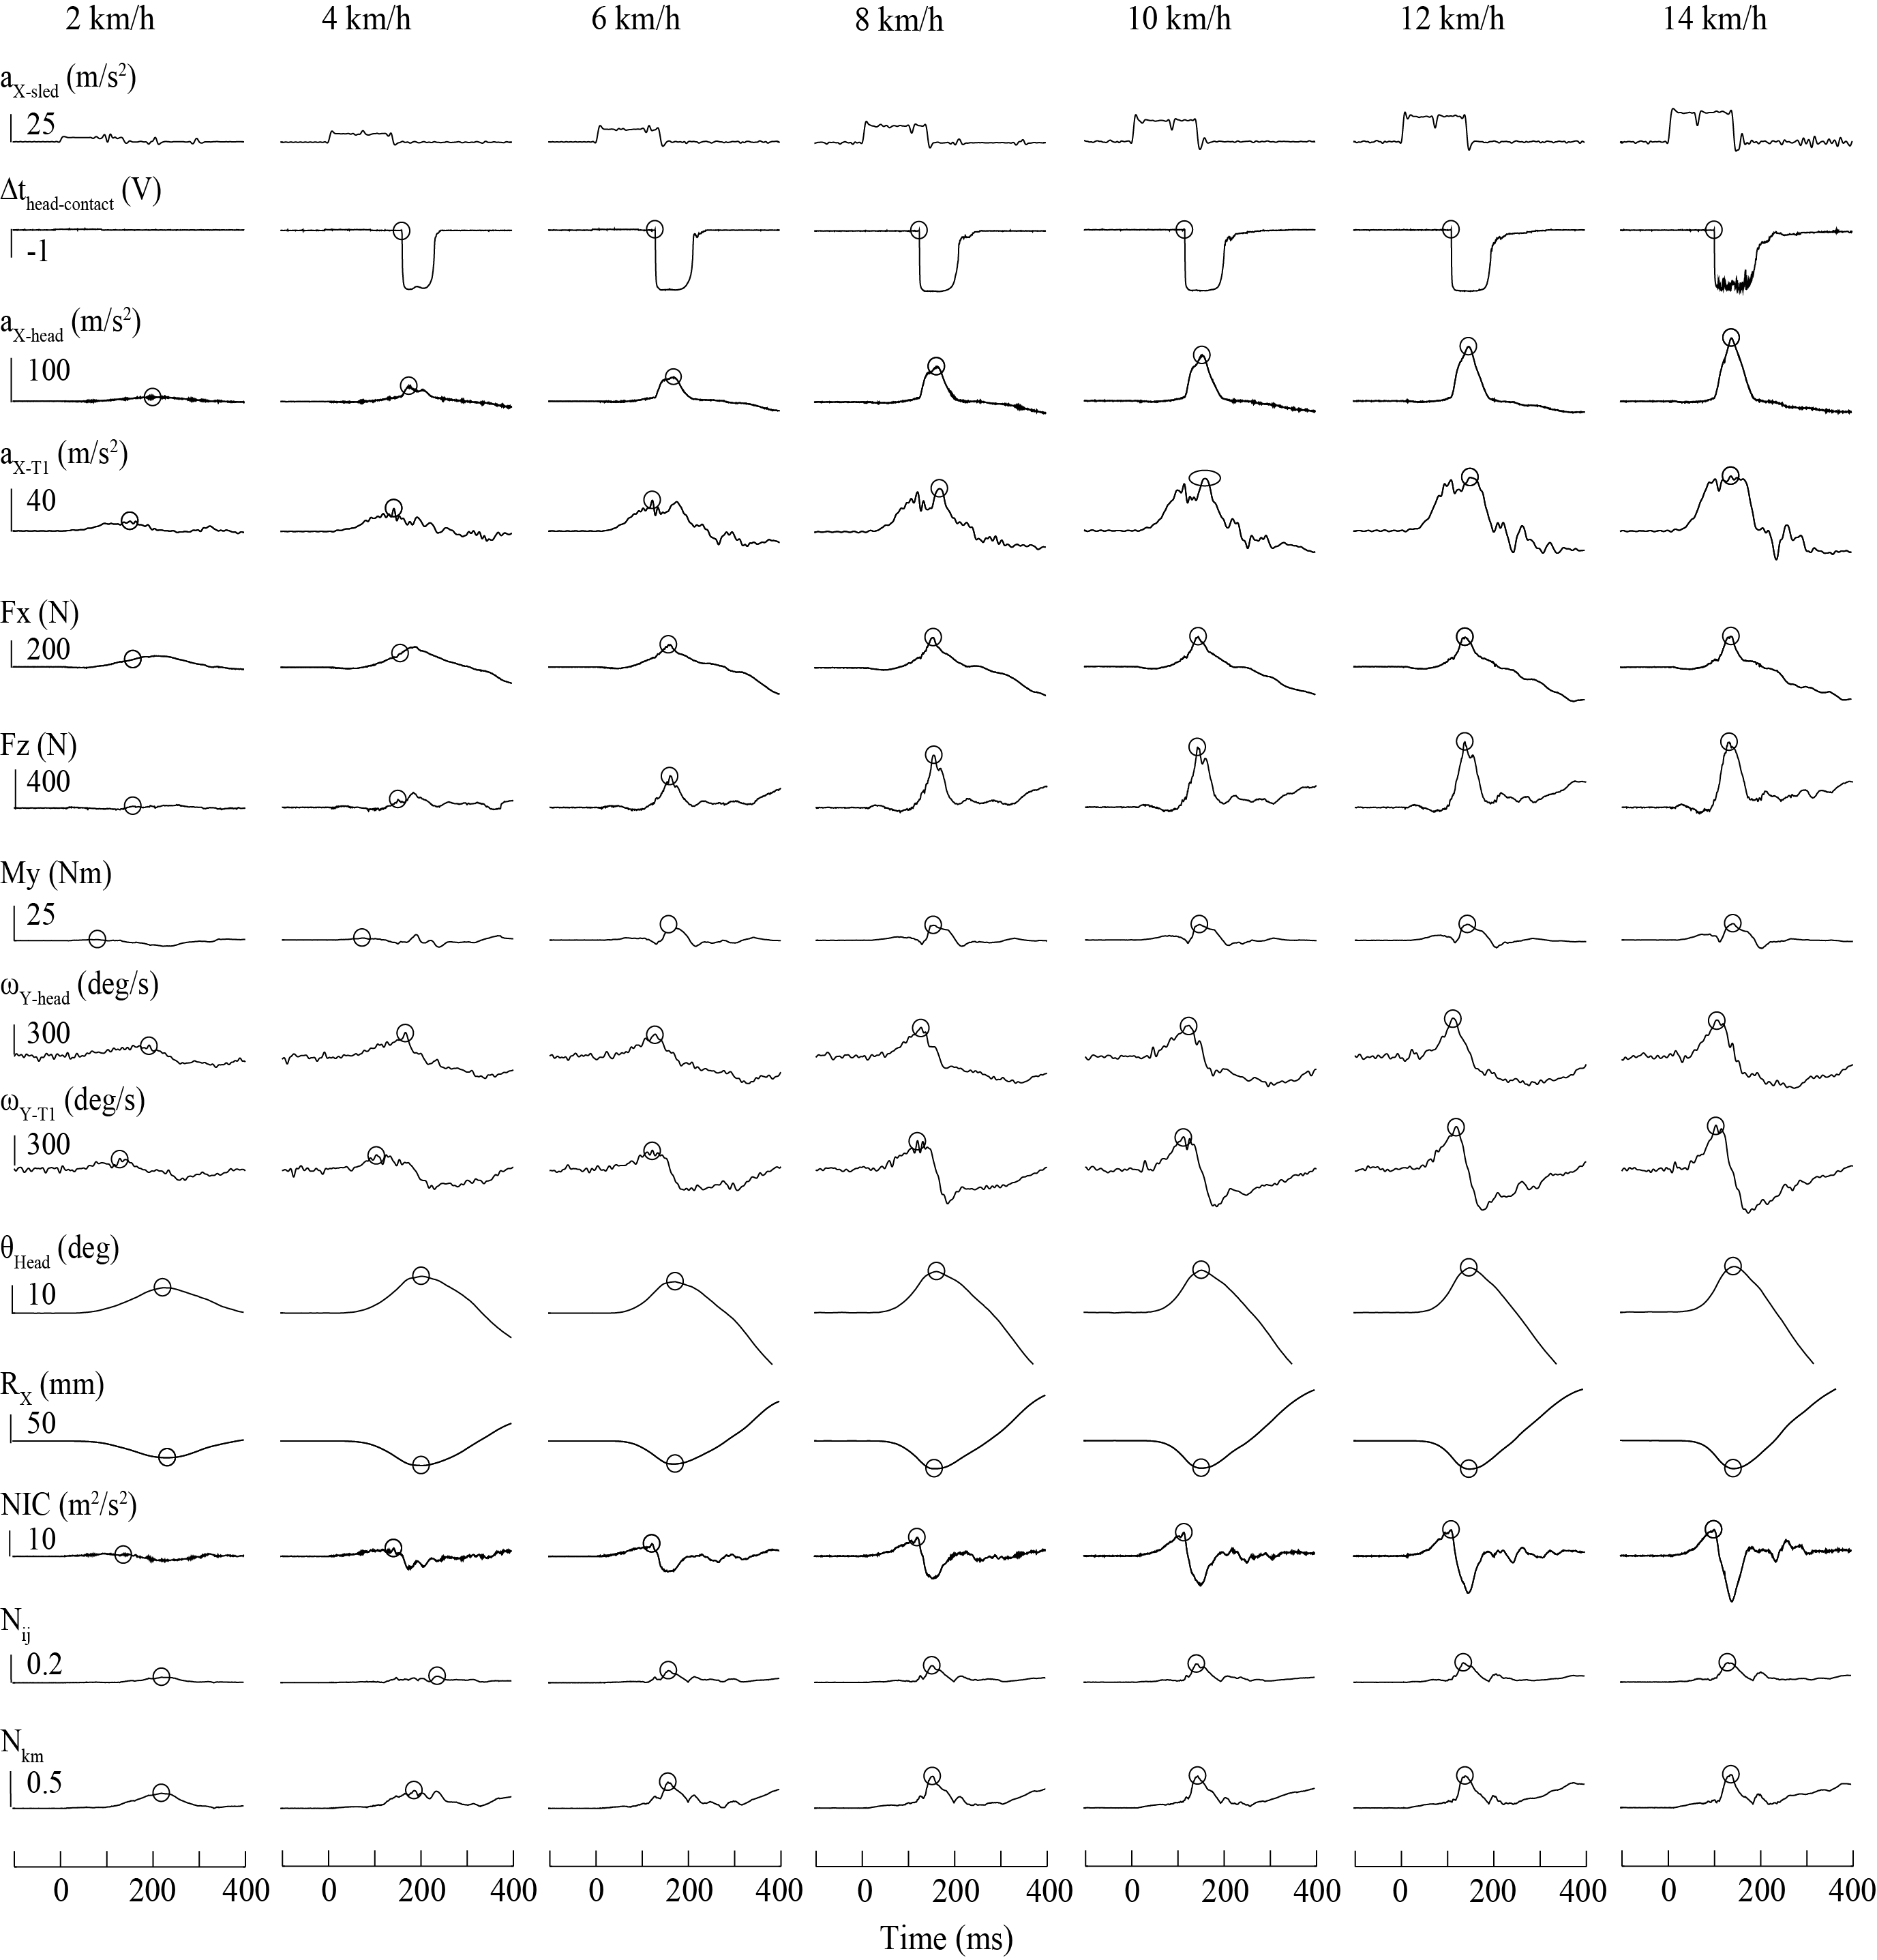 2 km/h 4 km/h 6 km/h 8 km/h 10 km/h 12 km/h 14 km/h
aX-sled (m/s²)
25
Δthead-contact (V)
-1
aX-head (m/s²)
100
aX-T1 (m/s²)
40
Fx (N)
200
Fz (N)
400
My (Nm)
25
ωY-head (deg/s)
300
ωY-T1 (deg/s)
300
θHead (deg)
10
RX (mm)
50
NIC (m²/s²)
10
Nij
0.2
Nkm
0.5
0 200 400 0 200 400 0 200 400 0 200 400 0 200 400 0 200 400 0 200 400
Time (ms)